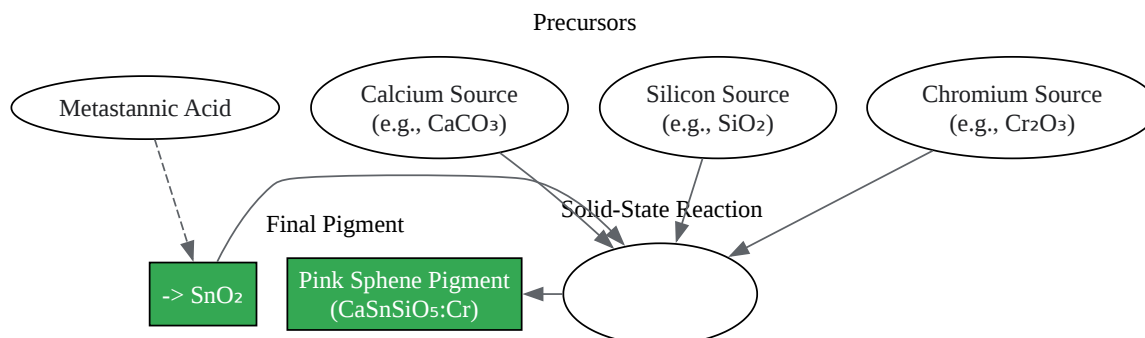 Precursors
Metastannic Acid
Calcium Source
(e.g., CaCO₃)
Silicon Source
(e.g., SiO₂)
Chromium Source
(e.g., Cr₂O₃)
Solid-State Reaction
Final Pigment
-> SnO₂
Pink Sphene Pigment
(CaSnSiO₅:Cr)